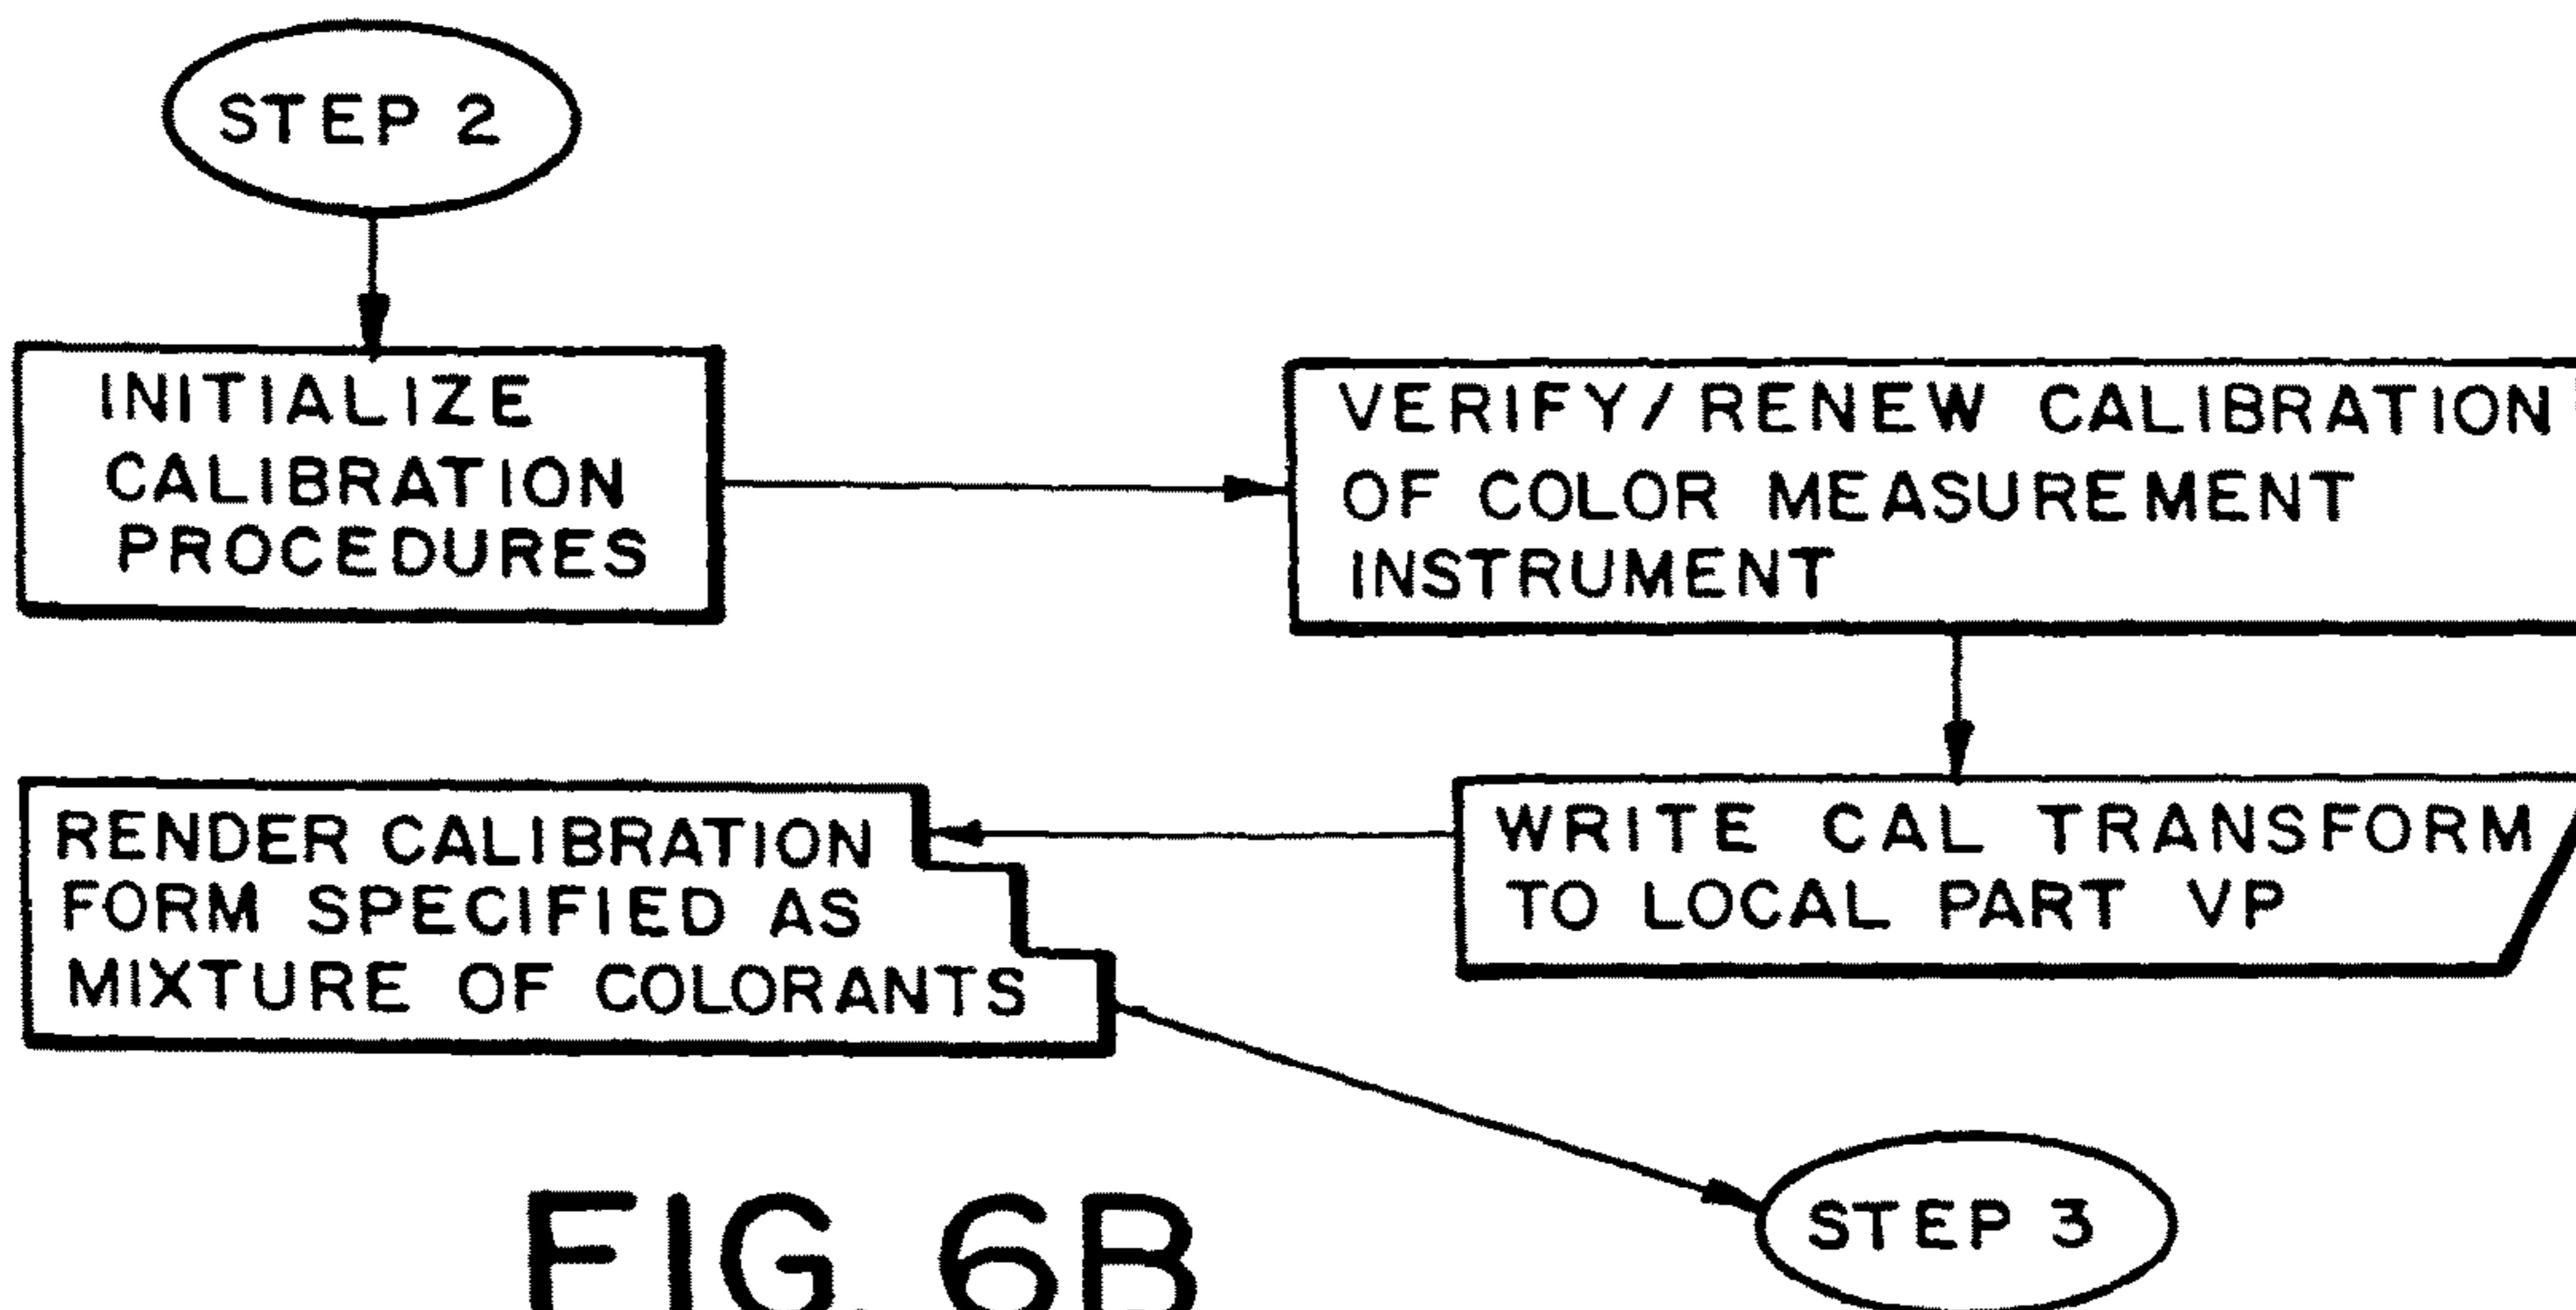 STEP 2
INITIALIZE
CALIBRATION
PROCEDURES
VERIFY/RENEW CALIBRATION
OF COLOR MEASUREMENT
INSTRUMENT
WRITE CAL TRANSFORM
TO LOCAL PART VP
RENDER CALIBRATION
FORM SPECIFIED AS
MIXTURE OF COLORANTS
STEP 3
FIG. 6B